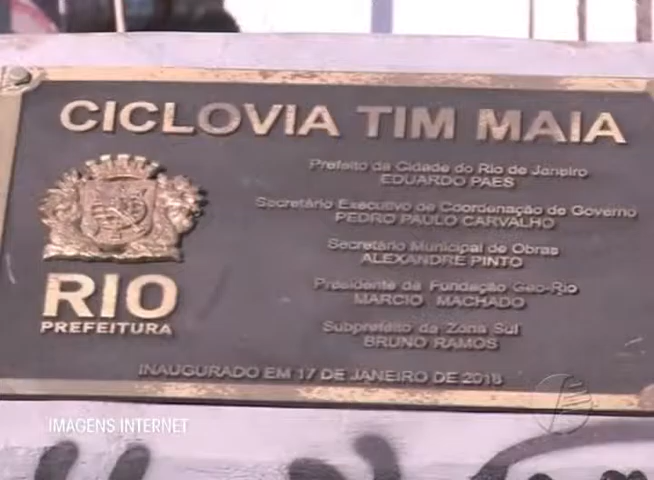 CICLOVIA TIM MAIA
Prefeito da Cidade do Rio de Janeiro
EDUARDO PAES
Secretário Executivo de Coordenação de Governo
PEDRO PAULO CARVALHO
Secretário Municipal de Obras
ALEXANDRE PINTO
Presidente da Fundação Geo-Rio
MARCIO MACHADO
Subprefeito da Zona Sul
BRUNO RAMOS
RIO
PREFEITURA
INAUGURADO EM 17 DE JANEIRO DE 2016
IMAGENS INTERNET